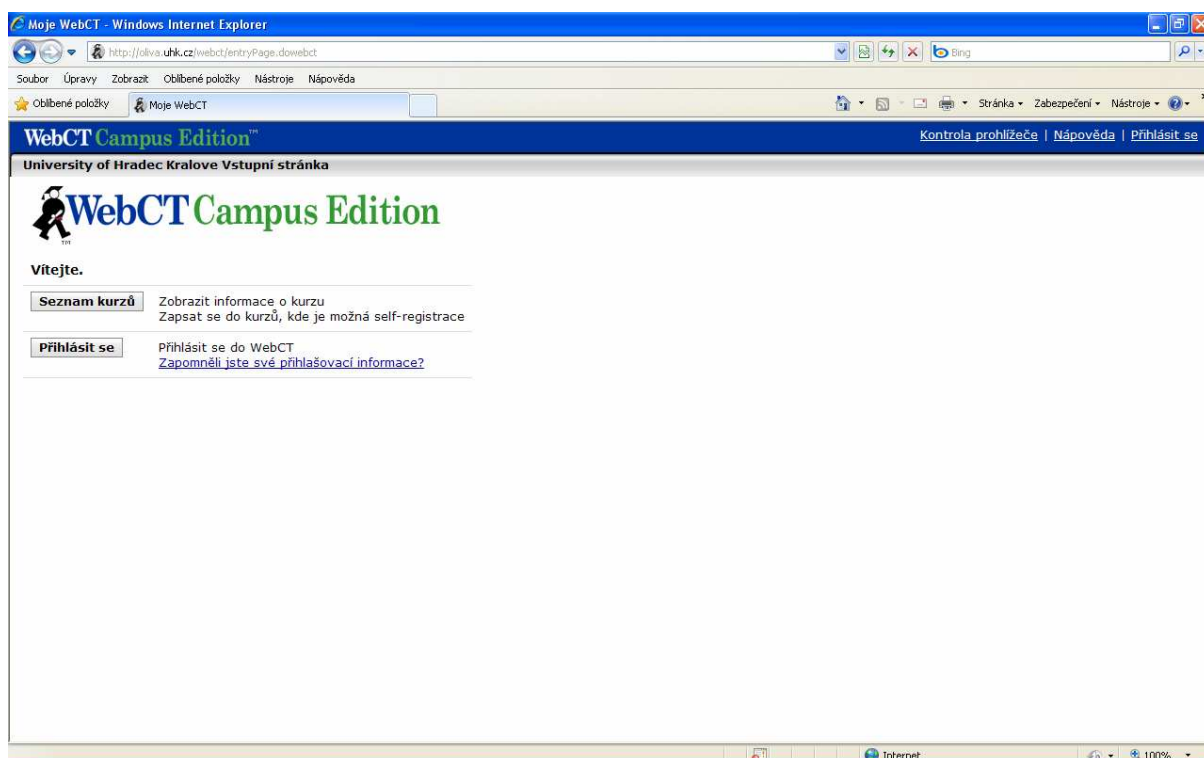 Moje WebCT - Windows Internet Explorer
http://oliva.uhk.cz/webct/entryPage.dowebct
Bing
Soubor Úpravy Zobrazit Oblíbené položky Nástroje Nápověda
Oblíbené položky Moje WebCT Stránka Zabezpečení Nástroje
WebCT Campus Edition™ Kontrola prohlížeče | Nápověda | Přihlásit se
University of Hradec Kralove Vstupní stránka
WebCT Campus Edition
TM
Vítejte.
Seznam kurzů Zobrazit informace o kurzu
Zapsat se do kurzů, kde je možná self-registrace
Přihlásit se Přihlásit se do WebCT
Zapomněli jste své přihlašovací informace?
Internet 100%